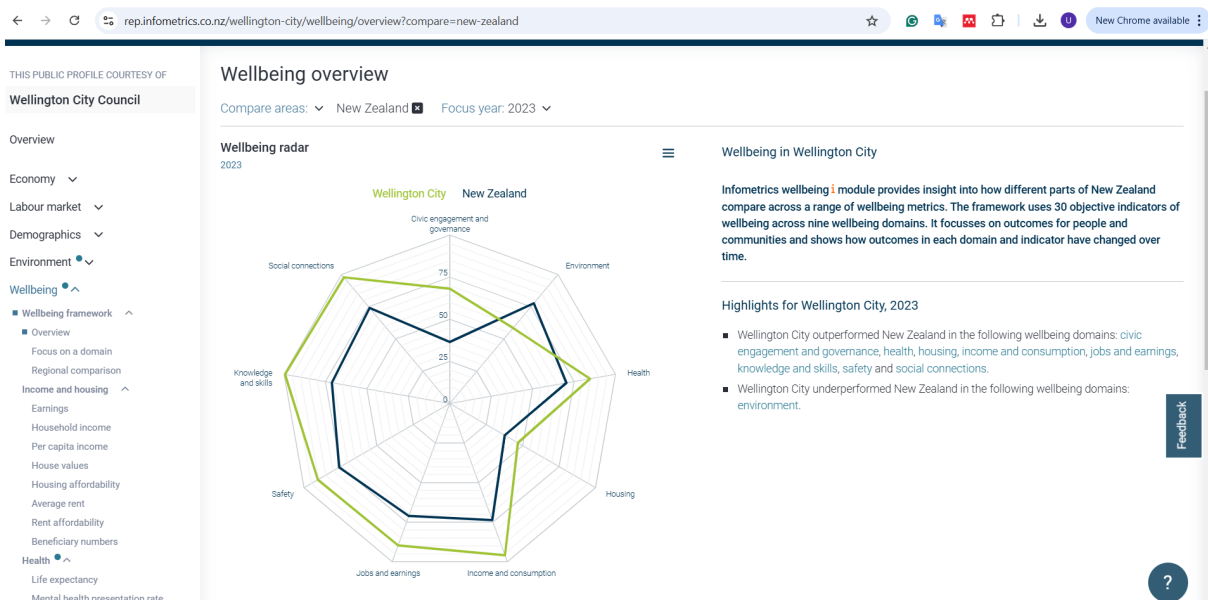 rep.infometrics.co.nz/wellington-city/wellbeing/overview?compare=new-zealand
U
New Chrome available
THIS PUBLIC PROFILE COURTESY OF
Wellington City Council
Overview
Economy
Labour market
Demographics
Environment
Wellbeing
Wellbeing framework
Overview
Focus on a domain
Regional comparison
Income and housing
Earnings
Household income
Per capita income
House values
Housing affordability
Average rent
Rent affordability
Beneficiary numbers
Health
Life expectancy
Mental health presentation rate
Wellbeing overview
Compare areas: New Zealand Focus year: 2023
Wellbeing radar
2023
Wellington City New Zealand
Civic engagement and
governance
Social connections
Environment
75
50
25
0
Knowledge
and skills
Health
Safety
Housing
Jobs and earnings
Income and consumption
Wellbeing in Wellington City
Infometrics wellbeing i module provides insight into how different parts of New Zealand
compare across a range of wellbeing metrics. The framework uses 30 objective indicators of
wellbeing across nine wellbeing domains. It focusses on outcomes for people and
communities and shows how outcomes in each domain and indicator have changed over
time.
Highlights for Wellington City, 2023
Wellington City outperformed New Zealand in the following wellbeing domains: civic
engagement and governance, health, housing, income and consumption, jobs and earnings,
knowledge and skills, safety and social connections.
Wellington City underperformed New Zealand in the following wellbeing domains:
environment.
Feedback
?